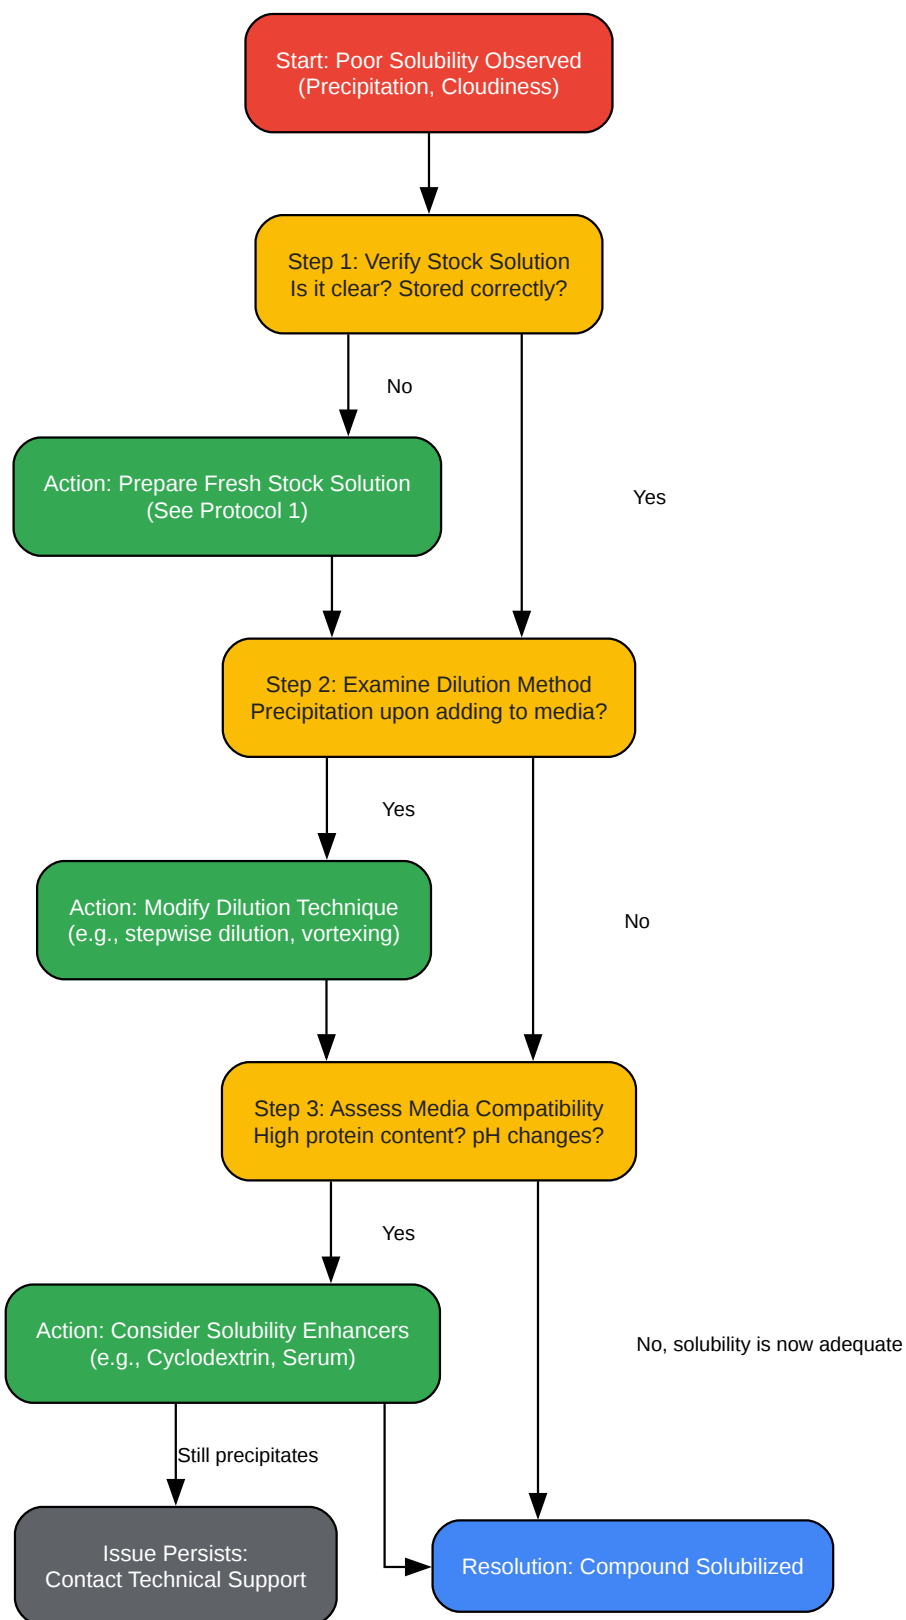 Start: Poor Solubility Observed
(Precipitation, Cloudiness)
Step 1: Verify Stock Solution
Is it clear? Stored correctly?
No
Action: Prepare Fresh Stock Solution
(See Protocol 1)
Yes
Step 2: Examine Dilution Method
Precipitation upon adding to media?
Yes
Action: Modify Dilution Technique
(e.g., stepwise dilution, vortexing)
No
Step 3: Assess Media Compatibility
High protein content? pH changes?
Yes
Action: Consider Solubility Enhancers
(e.g., Cyclodextrin, Serum)
No, solubility is now adequate
Still precipitates
Issue Persists:
Contact Technical Support
Resolution: Compound Solubilized